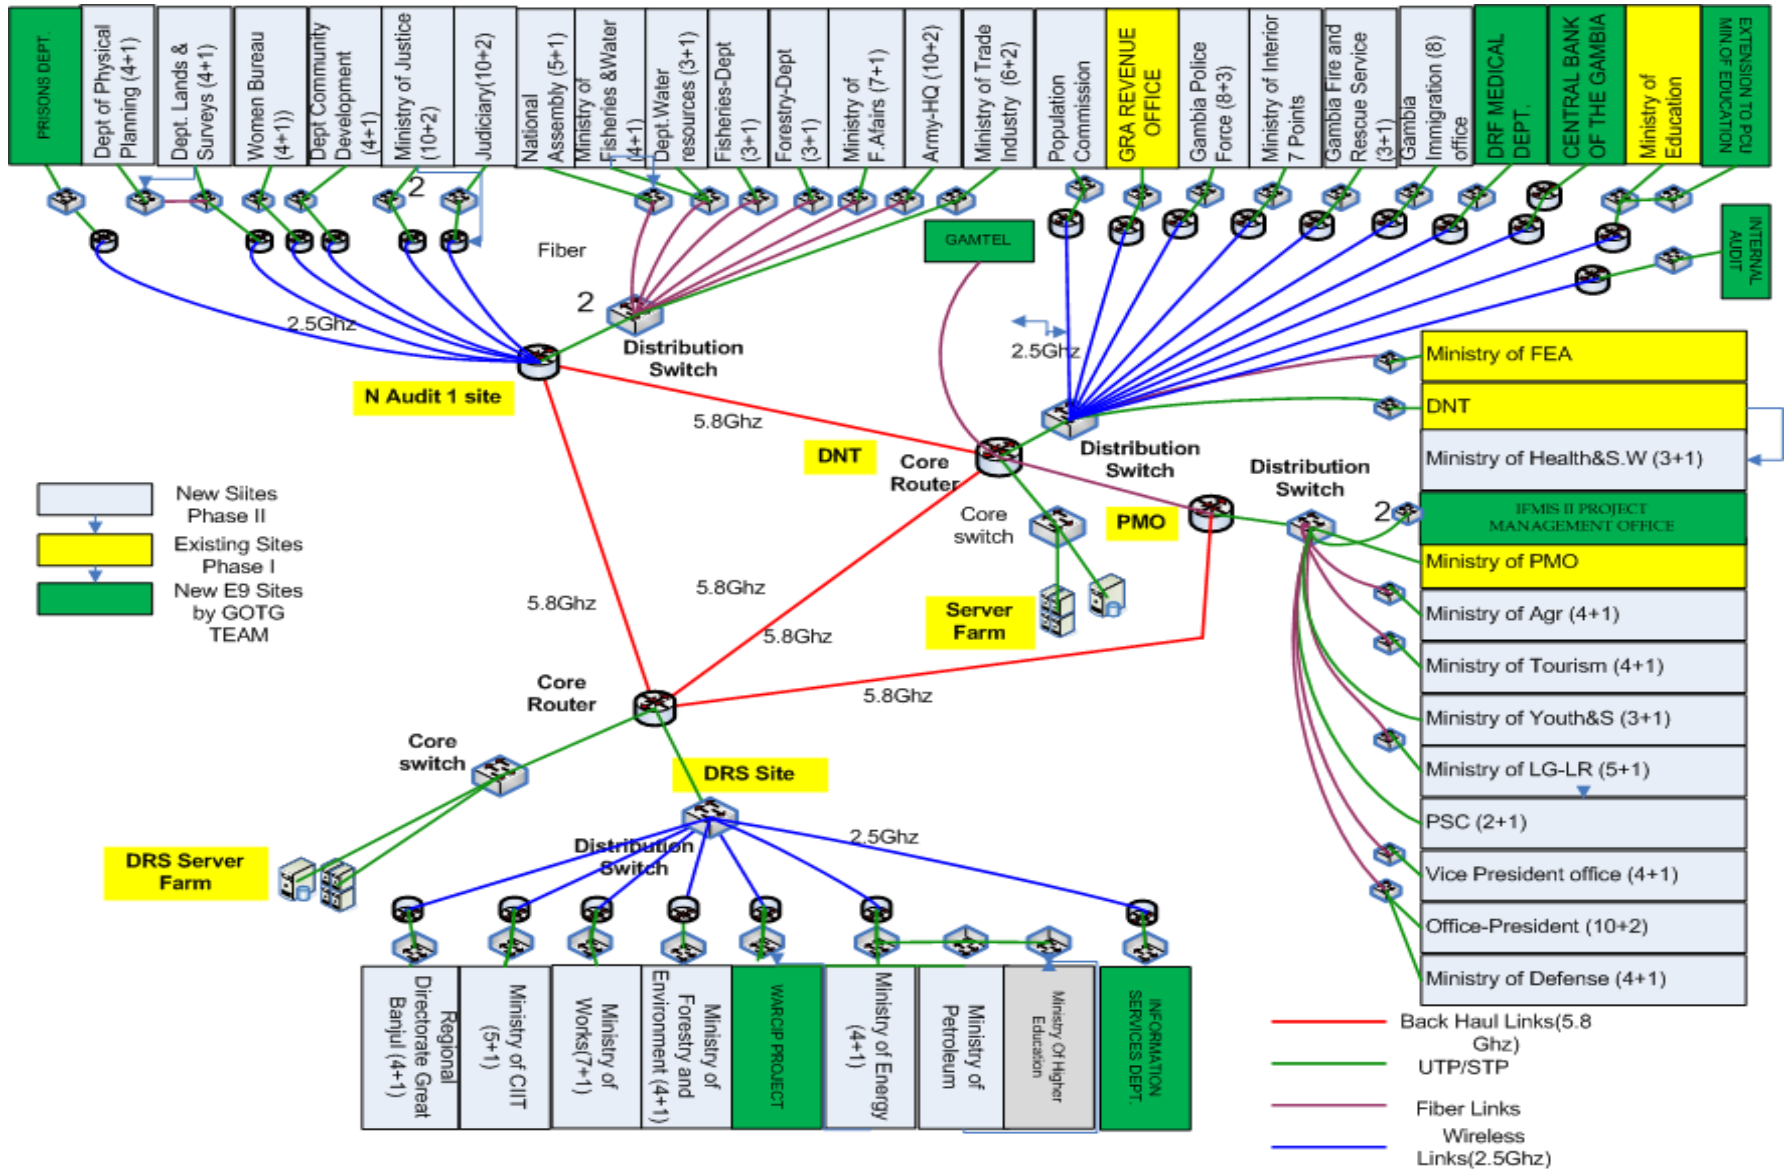 PRISONS DEPT.
Dept of Physical
Planning (4+1)
Dept. Lands &
Surveys (4+1)
Women Bureau
(4+1))
Dept Community
Development
(4+1)
Ministry of Justice
(10+2)
Judiciary(10+2)
National
Assembly (5+1)
Ministry of
Fisheries &Water
(4+1)
Dept.Water
resources (3+1)
Fisheries-Dept
(3+1)
Forestry-Dept
(3+1)
Ministry of
F.Afairs (7+1)
Army-HQ (10+2)
Ministry of Trade
Industry (6+2)
Population
Commission
GRA REVENUE
OFFICE
Gambia Police
Force (8+3)
Ministry of Interior
7 Points
Gambia Fire and
Rescue Service
(3+1)
Gambia
Immigration (8)
office
DRF MEDICAL
DEPT.
CENTRAL BANK
OF THE GAMBIA
Ministry of
Education
EXTENSION TO PCU
MIN.OF EDUCATION
INTERNAL
AUDIT
2
Fiber
GAMTEL
2
2.5Ghz
Distribution
Switch
2.5Ghz
N Audit 1 site
5.8Ghz
DNT
Core
Router
Distribution
Switch
Distribution
Switch
Ministry of FEA
DNT
Ministry of Health&S.W (3+1)
2
IFMIS II PROJECT
MANAGEMENT OFFICE
Ministry of PMO
Ministry of Agr (4+1)
Ministry of Tourism (4+1)
Ministry of Youth&S (3+1)
Ministry of LG-LR (5+1)
PSC (2+1)
Vice President office (4+1)
Office-President (10+2)
Ministry of Defense (4+1)
New Siites
Phase II
Existing Sites
Phase I
New E9 Sites
by GOTG
TEAM
Core
switch
PMO
Server
Farm
5.8Ghz
5.8Ghz
5.8Ghz
5.8Ghz
Core
Router
Core
switch
DRS Site
DRS Server
Farm
Distribution
Switch
2.5Ghz
Regional
Directorate Great
Banjul (4+1)
Ministry of CIIT
(5+1)
Ministry of
Works(7+1)
Ministry of
Forestry and
Environment (4+1)
WARCIP PROJECT
Ministry of Energy
(4+1)
Ministry of
Petroleum
Ministry Of Higher
Education
INFORMATION
SERVICES DEPT.
Back Haul Links(5.8
Ghz)
UTP/STP
Fiber Links
Wireless
Links(2.5Ghz)